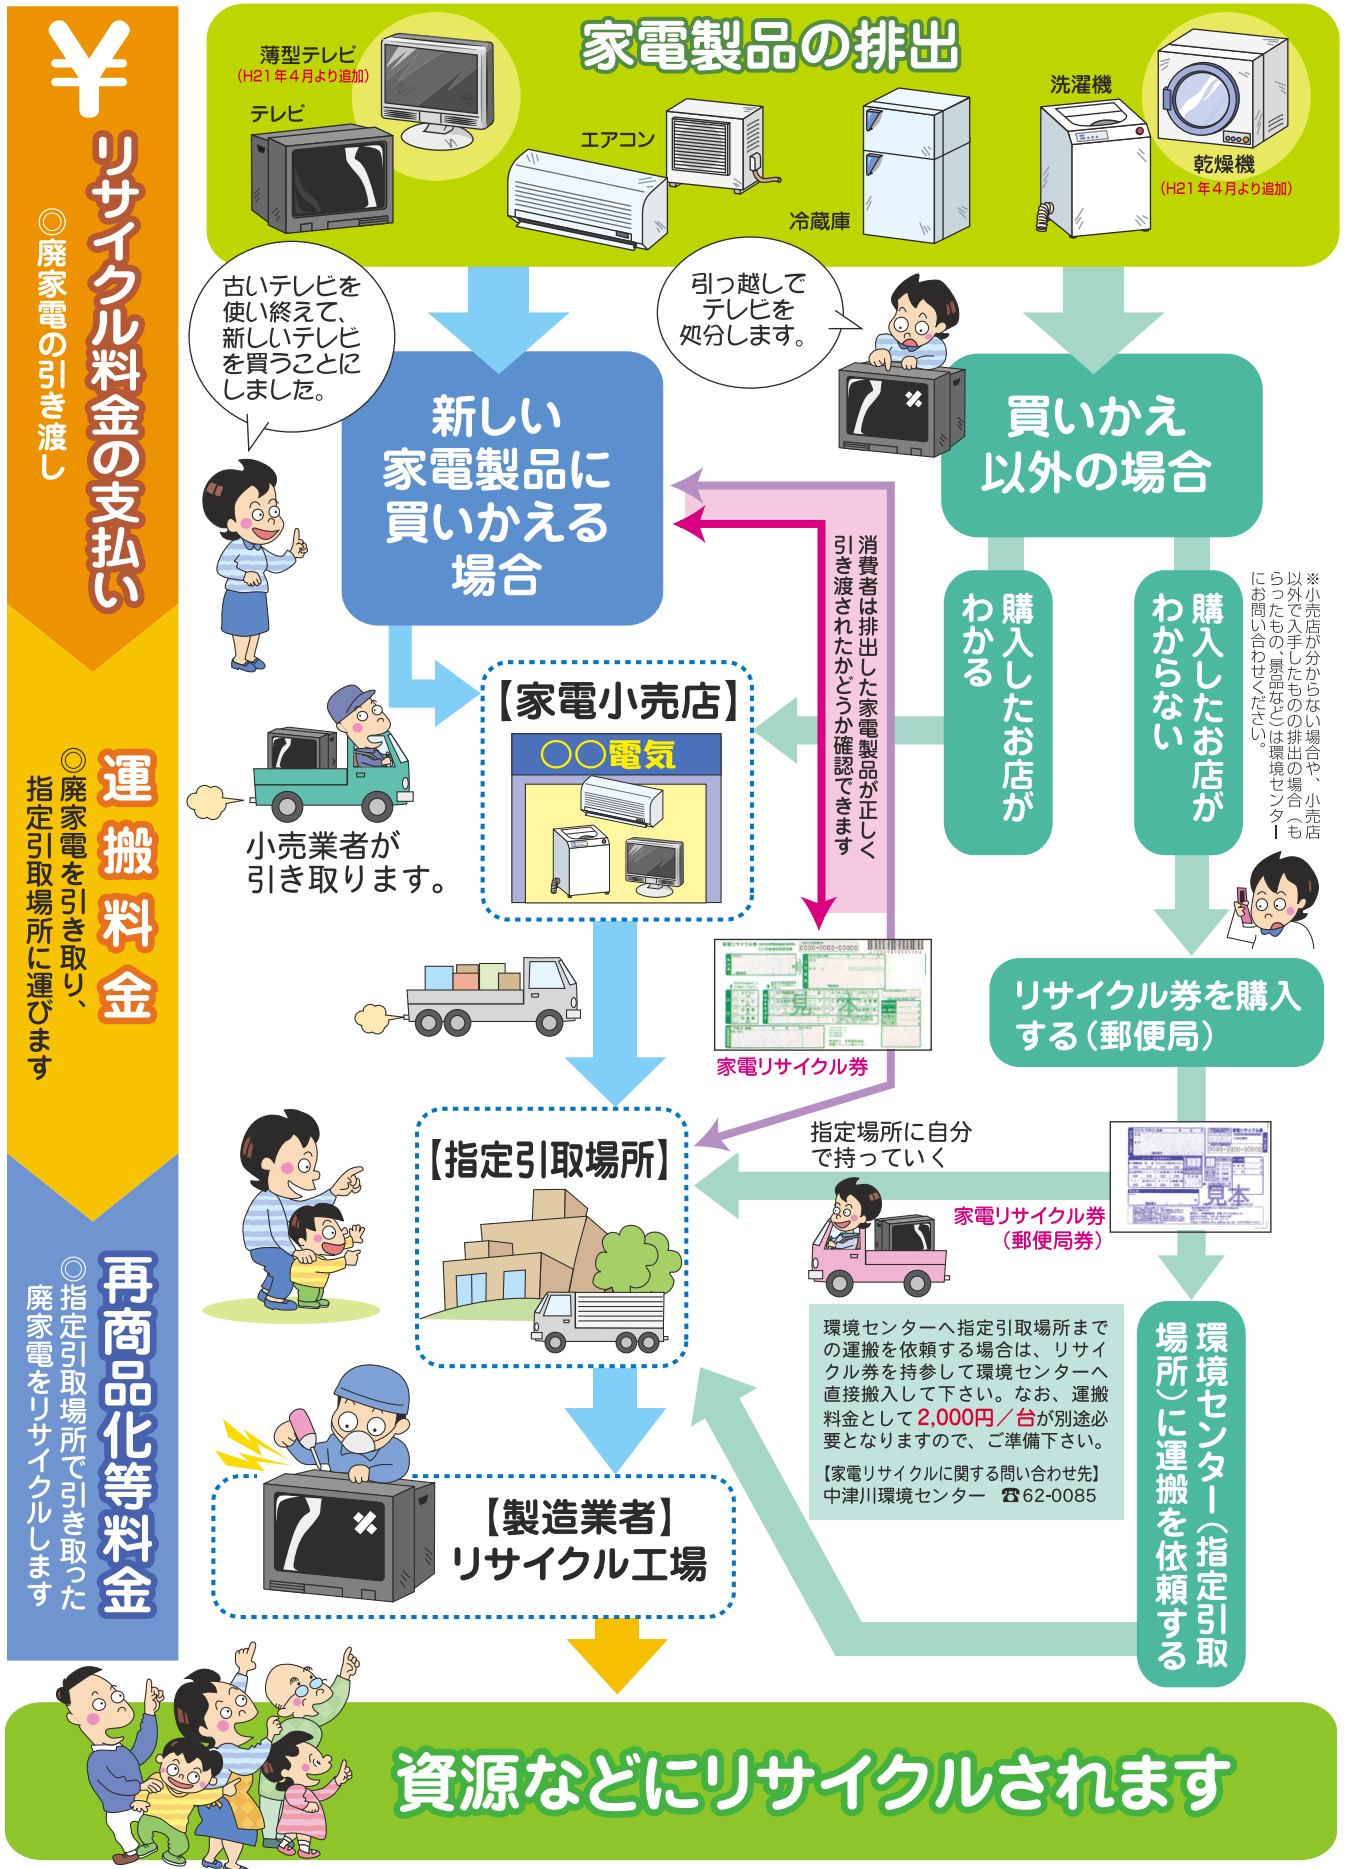 家電製品の排出
薄型テレビ
(H21年4月より追加)
テレビ
エアコン
冷蔵庫
洗濯機
乾燥機
(H21年4月より追加)
¥
リサイクル料金の支払い
◎廃家電の引き渡し
運搬料金
◎廃家電を引き取り、
指定引取場所に運びます
再商品化等料金
◎指定引取場所で引き取った
廃家電をリサイクルします
古いテレビを
使い終えて、
新しいテレビ
を買うことに
しました。
引っ越しで
テレビを
処分します。
新しい
家電製品に
買いかえる
場合
買いかえ
以外の場合
消費者は排出した家電製品が正しく
引き渡されたかどうか確認できます
購入したお店が
わかる
購入したお店が
わからない
※小売店が分からない場合や、小売店
以外で入手したものの排出の場合（も
らったもの、景品など）は環境センター
にお問い合わせください。
【家電小売店】
○○電気
小売業者が
引き取ります。
見本
家電リサイクル券
リサイクル券を購入
する（郵便局）
【指定引取場所】
指定場所に自分
で持っていく
見本
家電リサイクル券
（郵便局券）
環境センターへ指定引取場所まで
の運搬を依頼する場合は、リサイ
クル券を持参して環境センターへ
直接搬入して下さい。なお、運搬
料金として2,000円／台が別途必
要となりますので、ご準備下さい。
【家電リサイクルに関する問い合わせ先】
中津川環境センター ☎62-0085
環境センター（指定引取
場所）に運搬を依頼する
【製造業者】
リサイクル工場
資源などにリサイクルされます